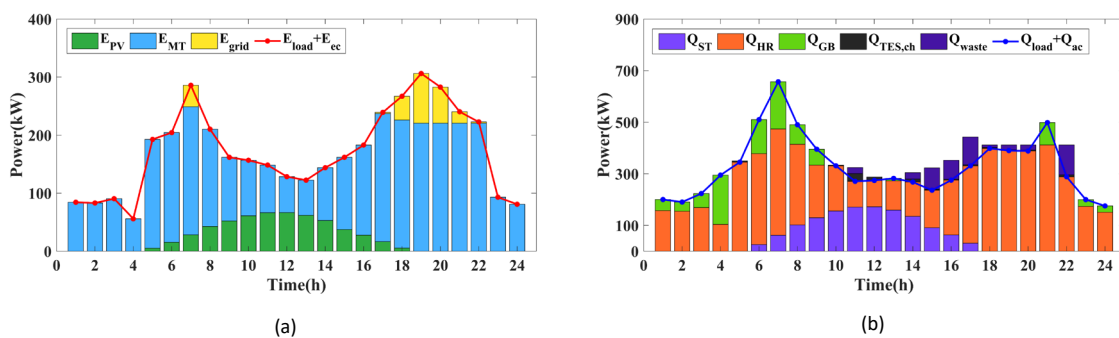 400
300
200
100
0
Power(kW)
E_PV E_MT E_grid E_load+E_ec
0 2 4 6 8 10 12 14 16 18 20 22 24
Time(h)
(a)
900
700
500
300
100
0
Power(kW)
Q_ST Q_HR Q_GB Q_TES,ch Q_waste Q_load+Q_ac
0 2 4 6 8 10 12 14 16 18 20 22 24
Time(h)
(b)